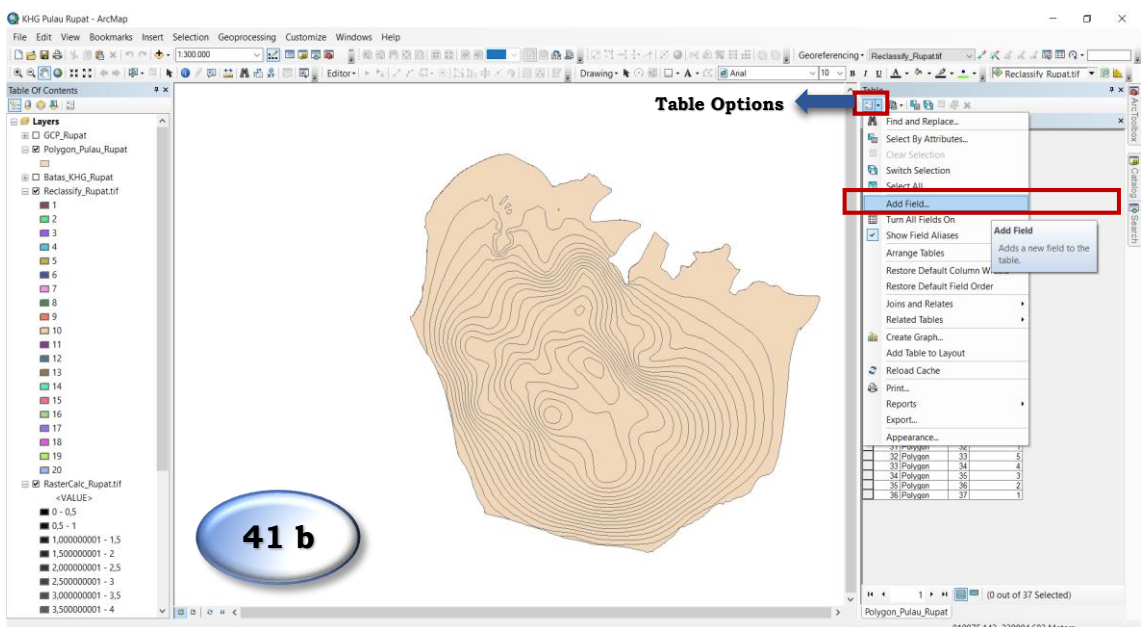 KHG Pulau Rupat - ArcMap
File Edit View Bookmarks Insert Selection Geoprocessing Customize Windows Help
1:300.000
Georeferencing
Reclassify_Rupat.tif
Editor
Drawing
A
Arial
10
B I U A
Reclassify Rupat.tif
Table Of Contents
Layers
GCP_Rupat
Polygon_Pulau_Rupat
Batas_KHG_Rupat
Reclassify_Rupat.tif
1
2
3
4
5
6
7
8
9
10
11
12
13
14
15
16
17
18
19
20
RasterCalc_Rupat.tif
<VALUE>
0 - 0,5
0,5 - 1
1,000000001 - 1,5
1,500000001 - 2
2,000000001 - 2,5
2,500000001 - 3
3,000000001 - 3,5
3,500000001 - 4
Table Options
41 b
Table
Find and Replace...
Select By Attributes...
Clear Selection
Switch Selection
Select All
Add Field...
Turn All Fields On
Show Field Aliases
Arrange Tables
Restore Default Column
Restore Default Field Order
Joins and Relates
Related Tables
Create Graph...
Add Table to Layout
Reload Cache
Print...
Reports
Export...
Appearance...
Add Field
Adds a new field to the
table.
31 Polygon 32 1
32 Polygon 33 5
33 Polygon 34 4
34 Polygon 35 3
35 Polygon 36 2
36 Polygon 37 1
1
(0 out of 37 Selected)
Polygon_Pulau_Rupat
ArcToolbox
Catalog
Search